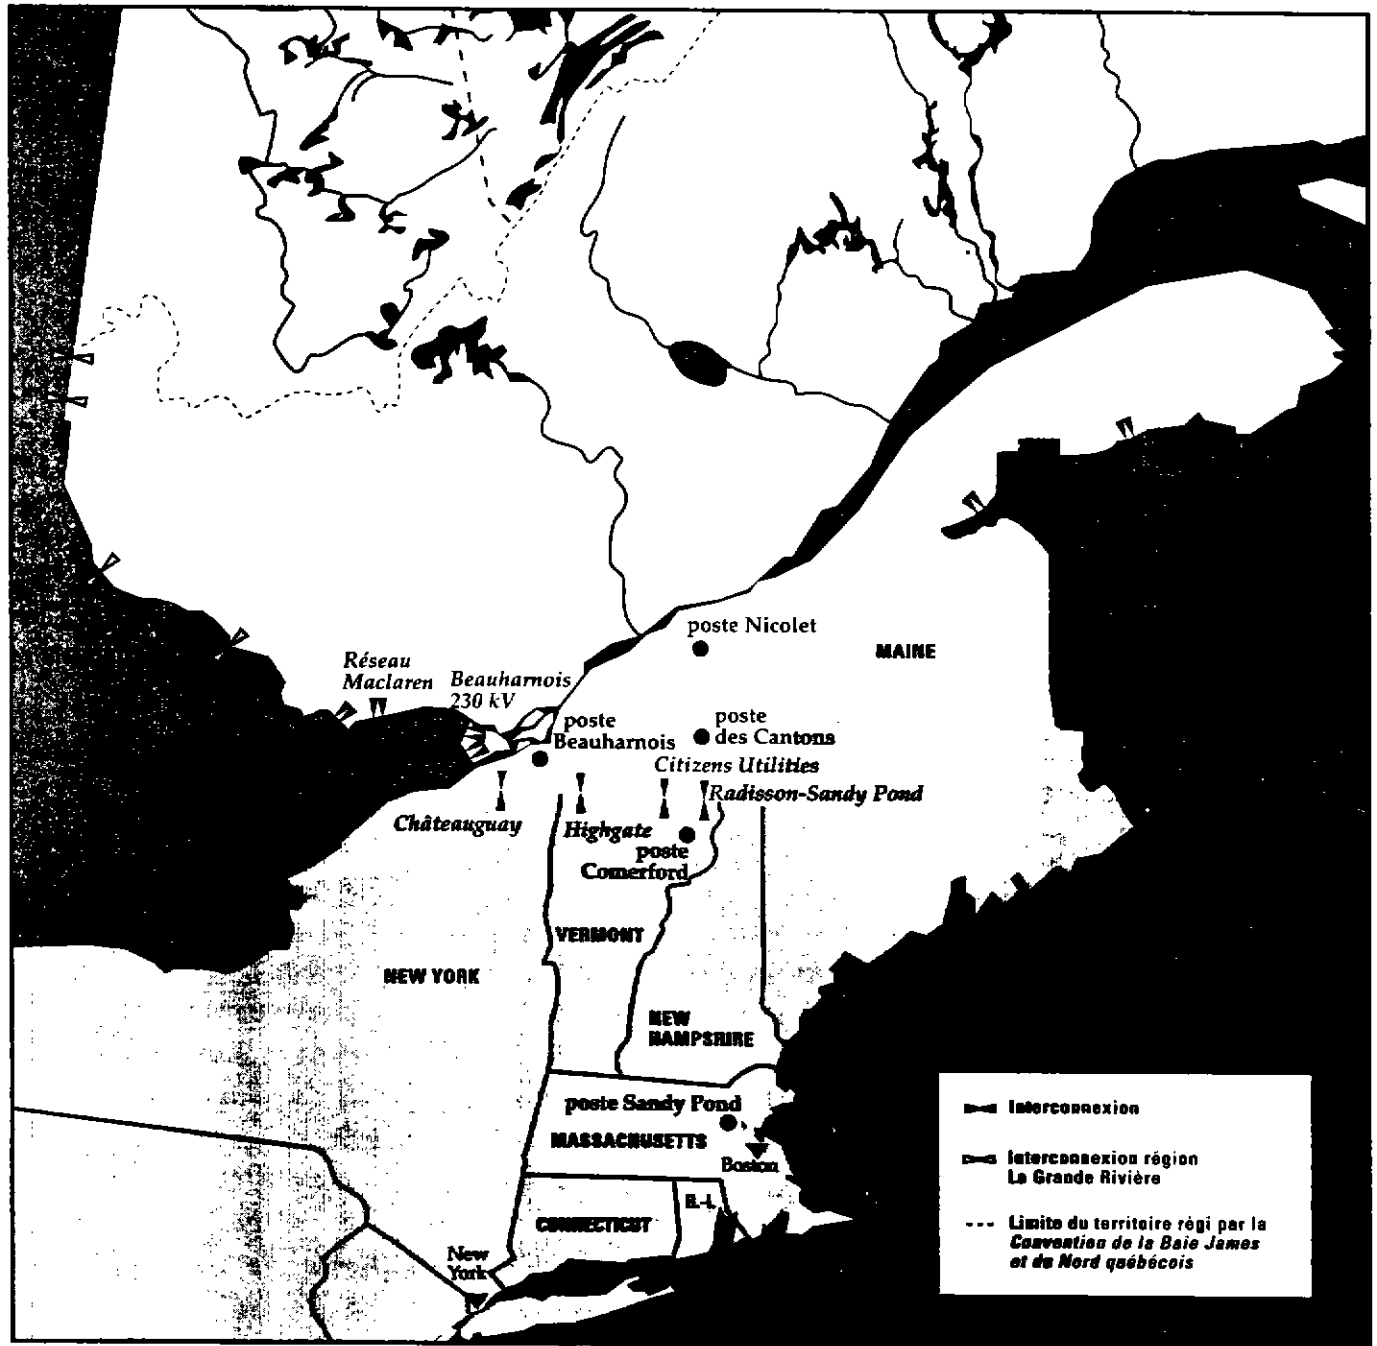 poste Nicolet
MAINE
Réseau
Maclaren
Beauharnois
230 kV
poste
Beauharnois
poste
des Cantons
Citizens Utilities
Radisson-Sandy Pond
Châteauguay
Highgate
poste
Comerford
VERMONT
NEW YORK
NEW
HAMPSHIRE
poste Sandy Pond
MASSACHUSETTS
Boston
R.-I.
CONNECTICUT
New
York
Interconnexion
Interconnexion région
La Grande Rivière
Limite du territoire régi par la
Convention de la Baie James
et du Nord québécois